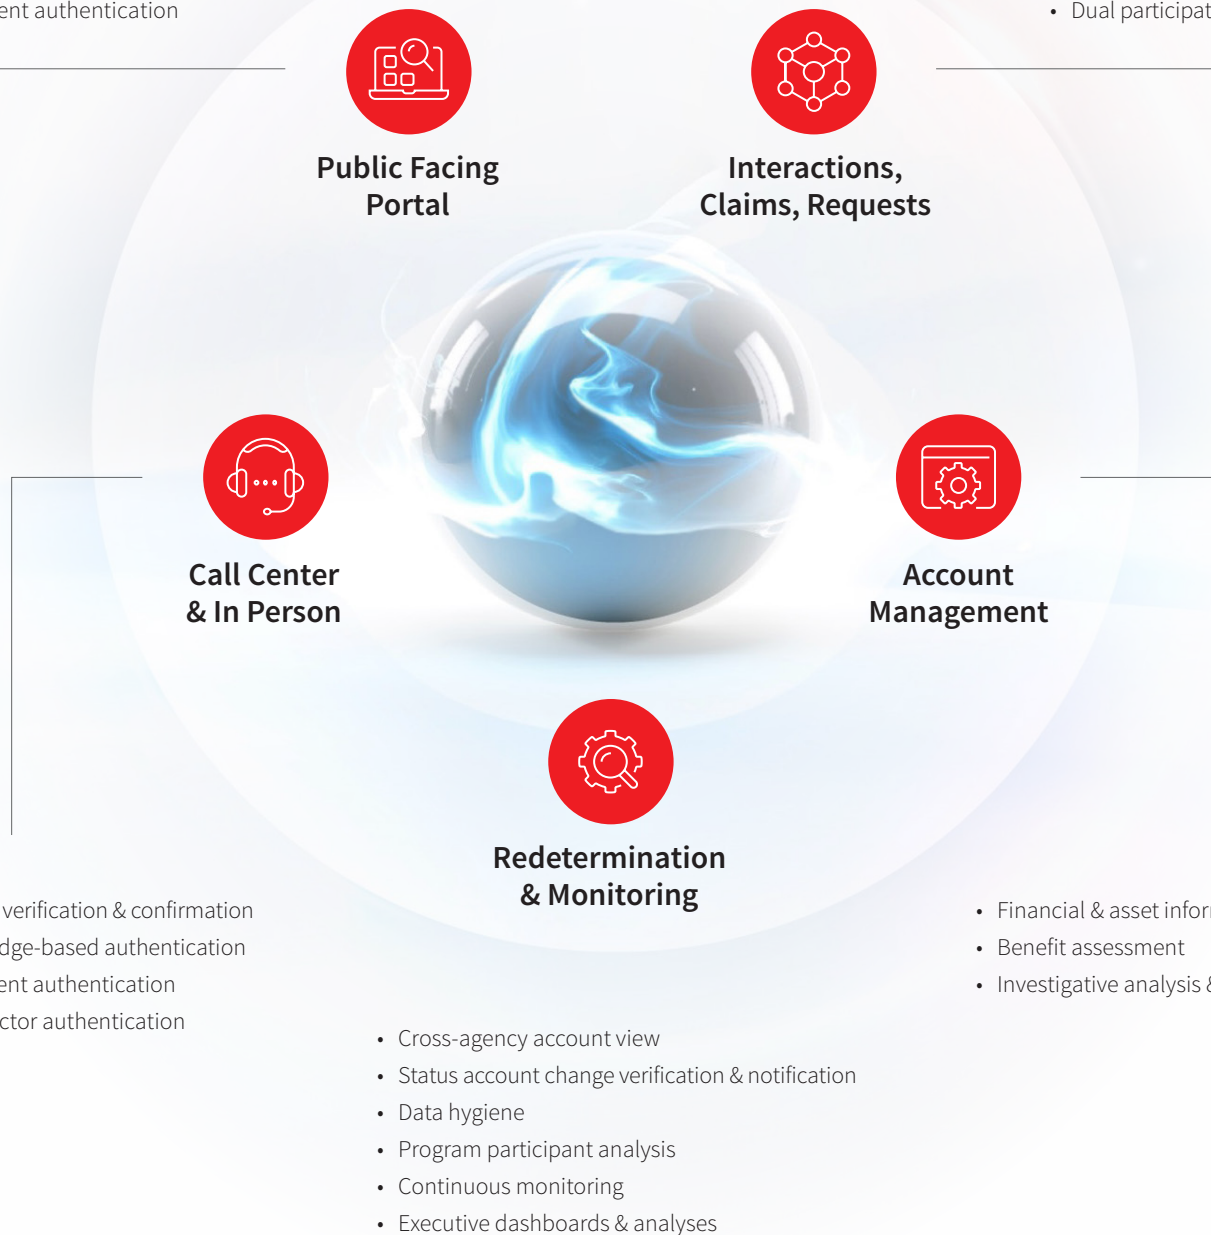 ent authentication
• Dual participat
Public Facing
Portal
Interactions,
Claims, Requests
Call Center
& In Person
Account
Management
Redetermination
& Monitoring
verification & confirmation
dge-based authentication
ent authentication
ctor authentication
• Financial & asset infor
• Benefit assessment
• Investigative analysis &
• Cross-agency account view
• Status account change verification & notification
• Data hygiene
• Program participant analysis
• Continuous monitoring
• Executive dashboards & analyses